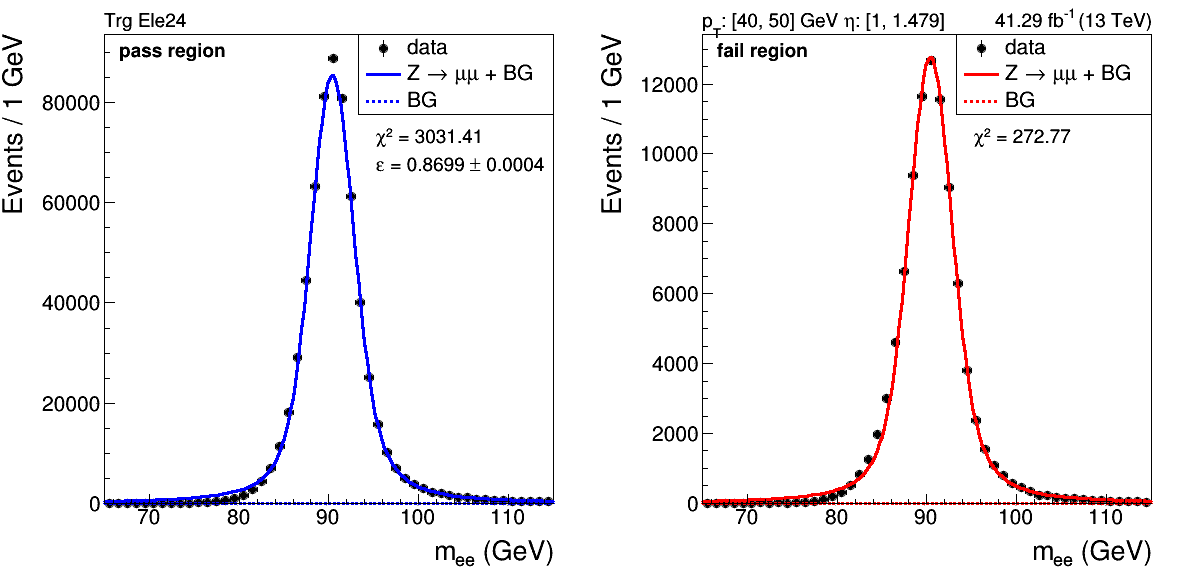 Trg Ele24
pass region
data
Z → μμ + BG
BG
χ² = 3031.41
ε = 0.8699 ± 0.0004
Events / 1 GeV
80000
60000
40000
20000
0
70 80 90 100 110
m_ee (GeV)
p_T: [40, 50] GeV η: [1, 1.479] 41.29 fb⁻¹ (13 TeV)
fail region
data
Z → μμ + BG
BG
χ² = 272.77
Events / 1 GeV
12000
10000
8000
6000
4000
2000
0
70 80 90 100 110
m_ee (GeV)